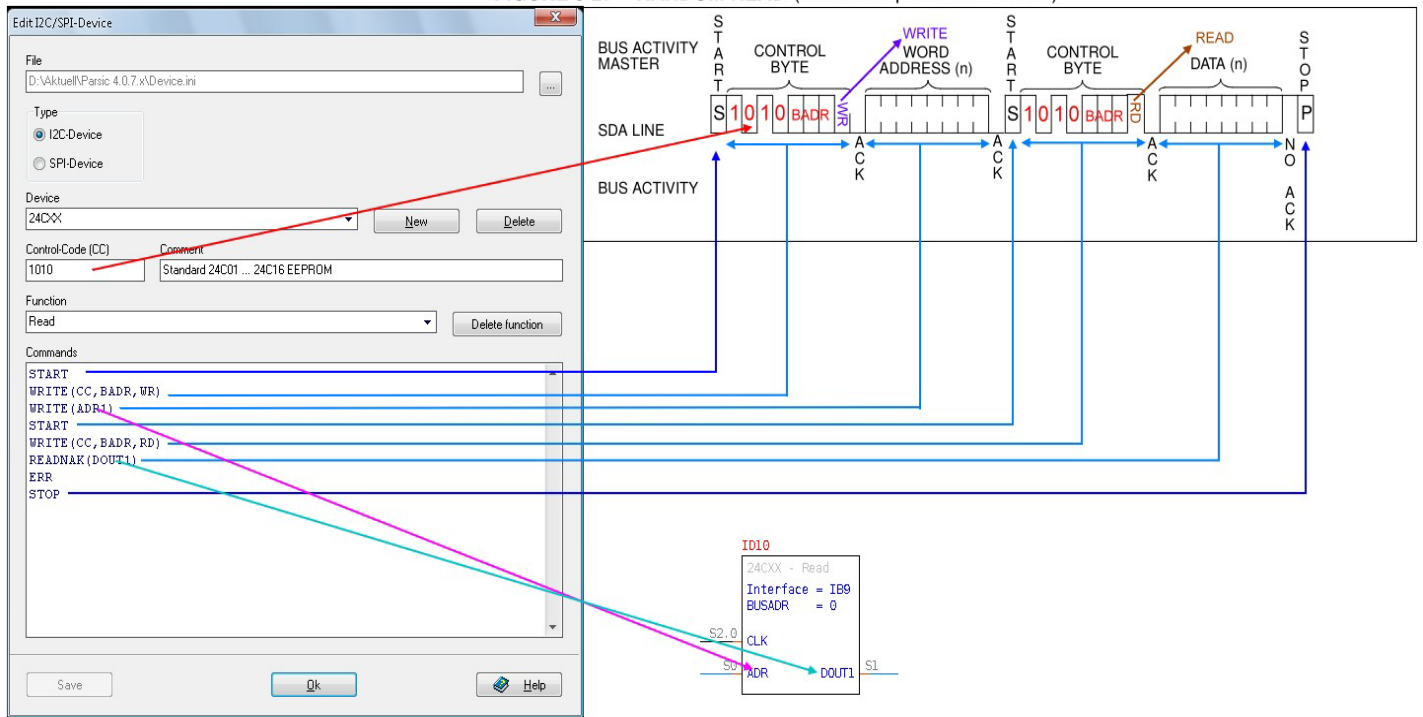 Edit I2C/SPI-Device
File
D:\Aktuell\Parsic 4.0.7.x\Device.ini
...
Type
I2C-Device
SPI-Device
Device
24CXX
New
Delete
Control-Code (CC)
Comment
1010
Standard 24C01 ... 24C16 EEPROM
Function
Read
Delete function
Commands
START
WRITE(CC,BADR,WR)
WRITE(ADR1)
START
WRITE(CC,BADR,RD)
READNAK(DOUT1)
ERR
STOP
Save
Ok
Help
BUS ACTIVITY
MASTER
SDA LINE
BUS ACTIVITY
START
CONTROL
BYTE
WRITE
WORD
ADDRESS (n)
START
CONTROL
BYTE
READ
DATA (n)
STOP
S
1 0 1 0 BADR
WR
S
1 0 1 0 BADR
RD
P
ACK
ACK
ACK
NO ACK
ID10
24CXX - Read
Interface = IB9
BUSADR = 0
S2.0
CLK
S0
ADR
DOUT1
S1